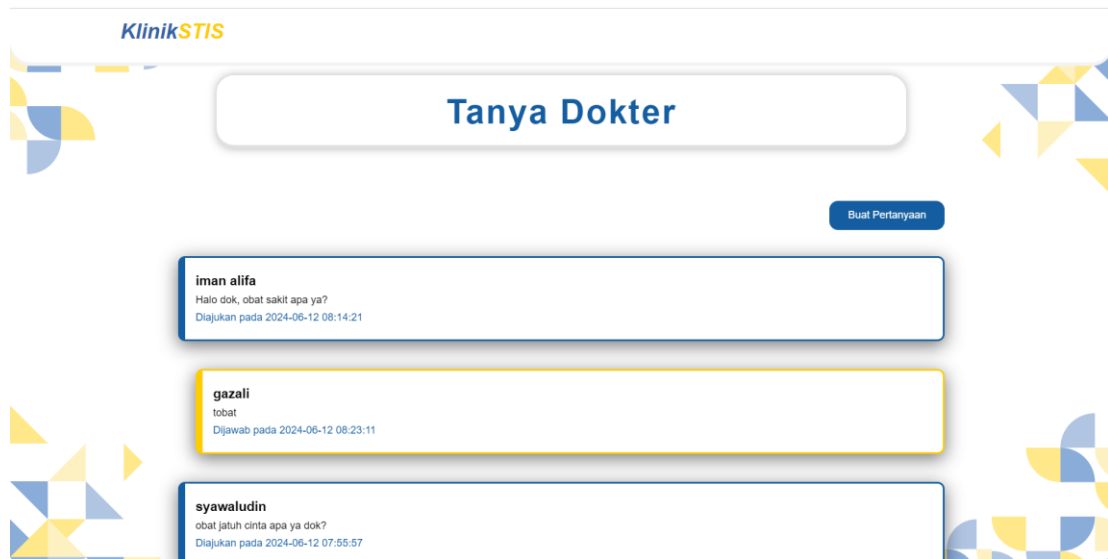 KlinikSTIS
Tanya Dokter
Buat Pertanyaan
iman alifa
Halo dok, obat sakit apa ya?
Diajukan pada 2024-06-12 08:14:21
gazali
tobat
Dijawab pada 2024-06-12 08:23:11
syawaludin
obat jatuh cinta apa ya dok?
Diajukan pada 2024-06-12 07:55:57